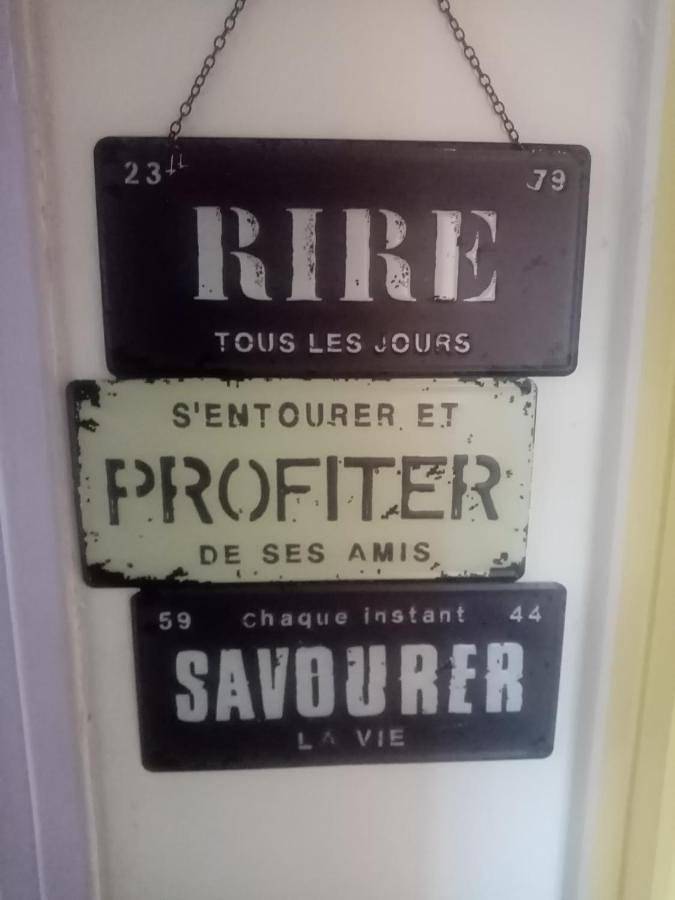 23 79
RIRE
TOUS LES JOURS
S'ENTOURER ET
PROFITER
DE SES AMIS
59 chaque instant 44
SAVOURER
LA VIE